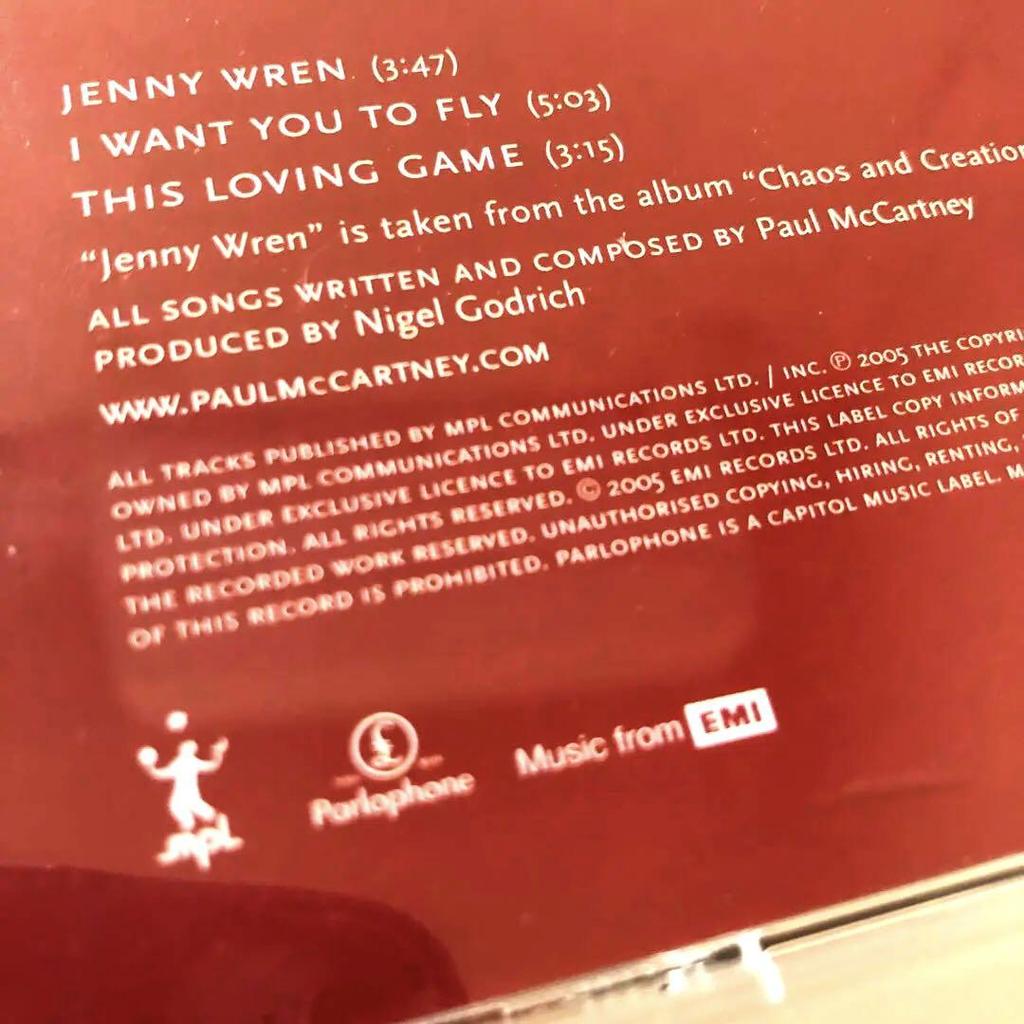 JENNY WREN (3:47)
I WANT YOU TO FLY (5:03)
THIS LOVING GAME (3:15)
"Jenny Wren" is taken from the album "Chaos and Creation
ALL SONGS WRITTEN AND COMPOSED BY Paul McCartney
PRODUCED BY Nigel Godrich
WWW.PAULMCCARTNEY.COM
ALL TRACKS PUBLISHED BY MPL COMMUNICATIONS LTD. / INC. ℗ 2005 THE COPYRI
OWNED BY MPL COMMUNICATIONS LTD. UNDER EXCLUSIVE LICENCE TO EMI RECOR
LTD. UNDER EXCLUSIVE LICENCE TO EMI RECORDS LTD. THIS LABEL COPY INFORM
PROTECTION. ALL RIGHTS RESERVED. © 2005 EMI RECORDS LTD. ALL RIGHTS OF
THE RECORDED WORK RESERVED. UNAUTHORISED COPYING, HIRING, RENTING,
OF THIS RECORD IS PROHIBITED. PARLOPHONE IS A CAPITOL MUSIC LABEL. M
mpl
£
Parlophone
Music from EMI